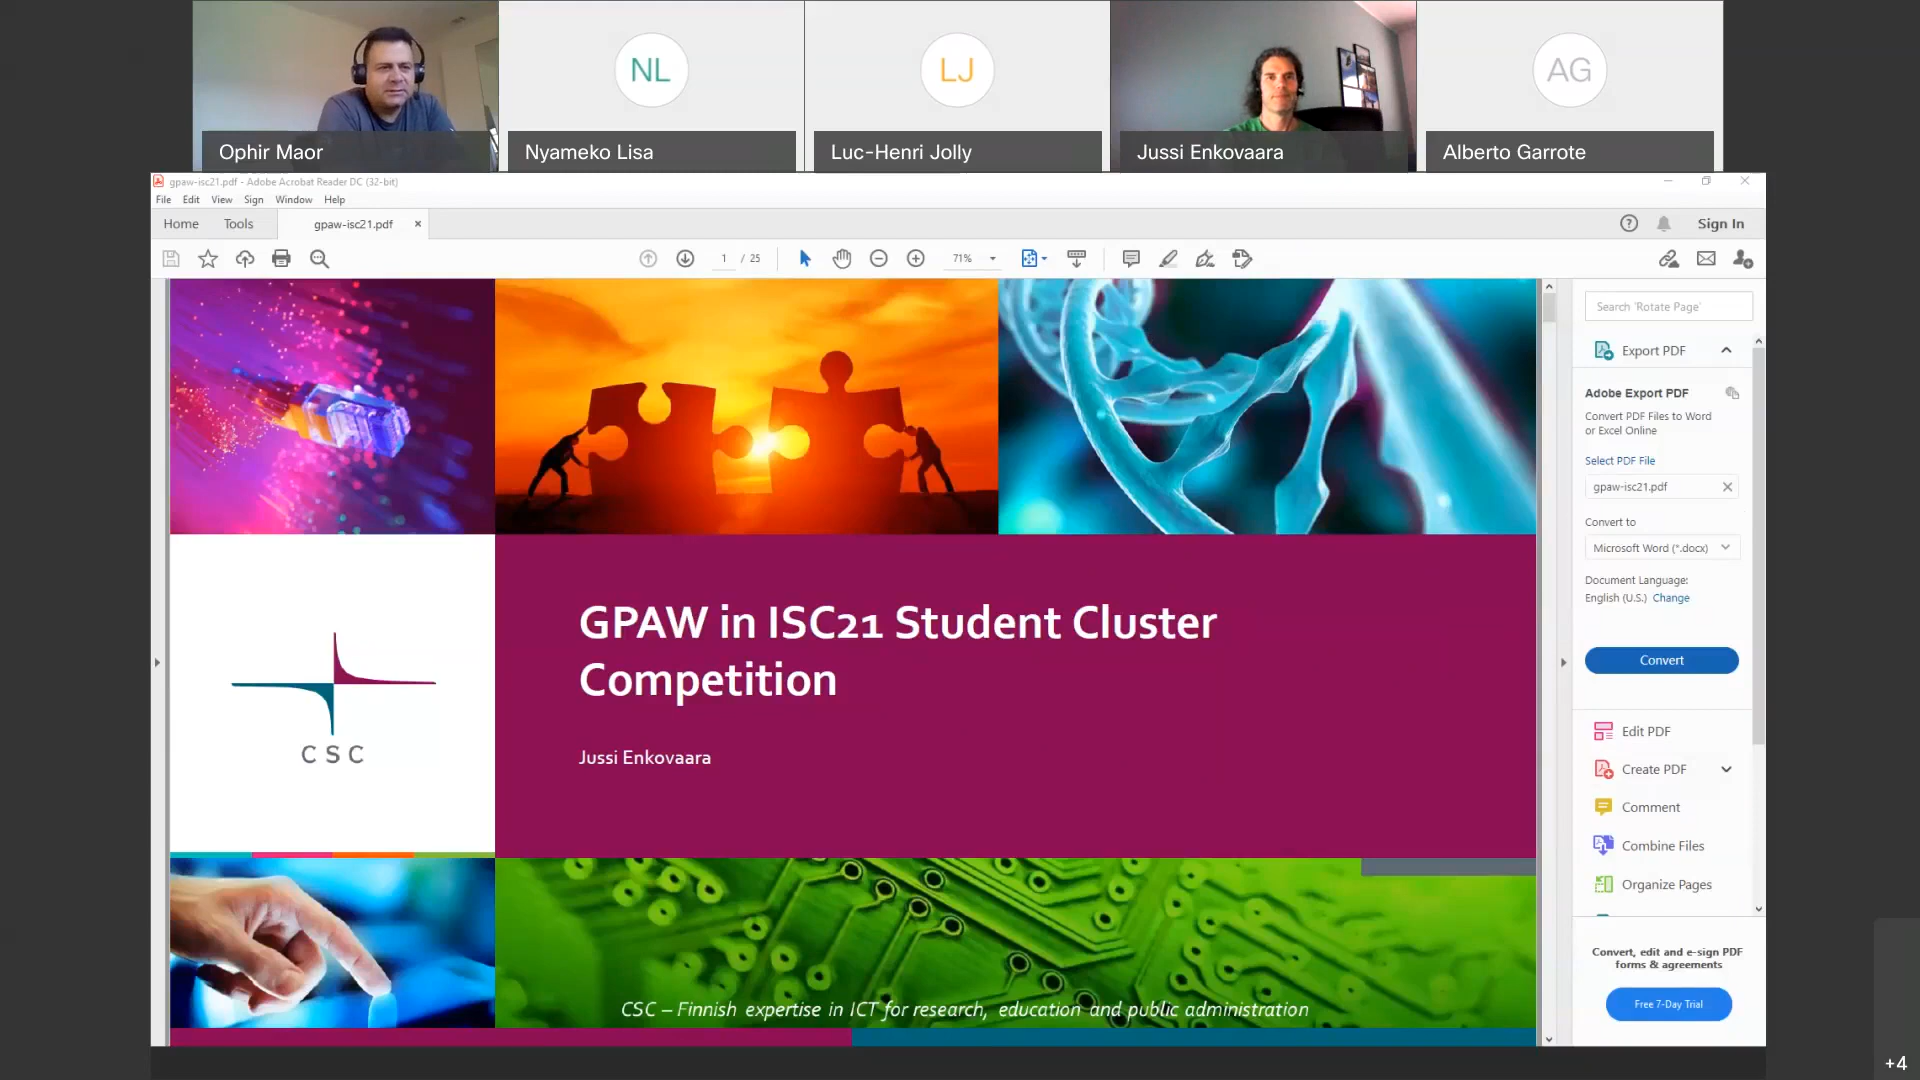 NL
LJ
AG
Ophir Maor
Nyameko Lisa
Luc-Henri Jolly
Jussi Enkovaara
Alberto Garrote
gpaw-isc21.pdf - Adobe Acrobat Reader DC (32-bit)
File Edit View Sign Window Help
Home Tools gpaw-isc21.pdf Sign In
1 / 25 71%
GPAW in ISC21 Student Cluster
Competition
Jussi Enkovaara
CSC
CSC – Finnish expertise in ICT for research, education and public administration
Search 'Rotate Page'
Export PDF
Adobe Export PDF
Convert PDF Files to Word
or Excel Online
Select PDF File
gpaw-isc21.pdf
Convert to
Microsoft Word (*.docx)
Document Language:
English (U.S.) Change
Convert
Edit PDF
Create PDF
Comment
Combine Files
Organize Pages
Convert, edit and e-sign PDF
forms & agreements
Free 7-Day Trial
+4